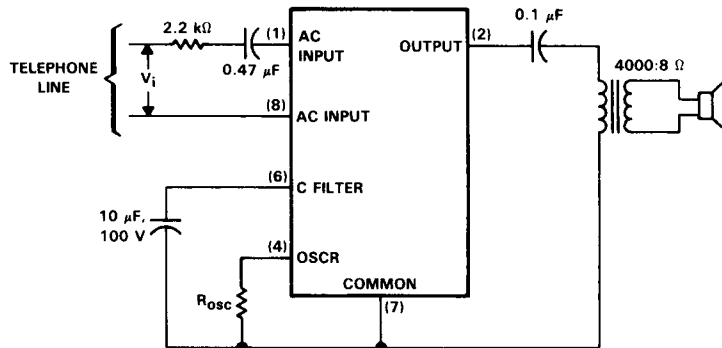 2.2 kΩ
(1)
AC
INPUT
0.47 μF
TELEPHONE
LINE
Vi
(8)
AC INPUT
OUTPUT
(2)
0.1 μF
4000:8 Ω
(6)
C FILTER
10 μF,
100 V
(4)
OSCR
Rosc
COMMON
(7)